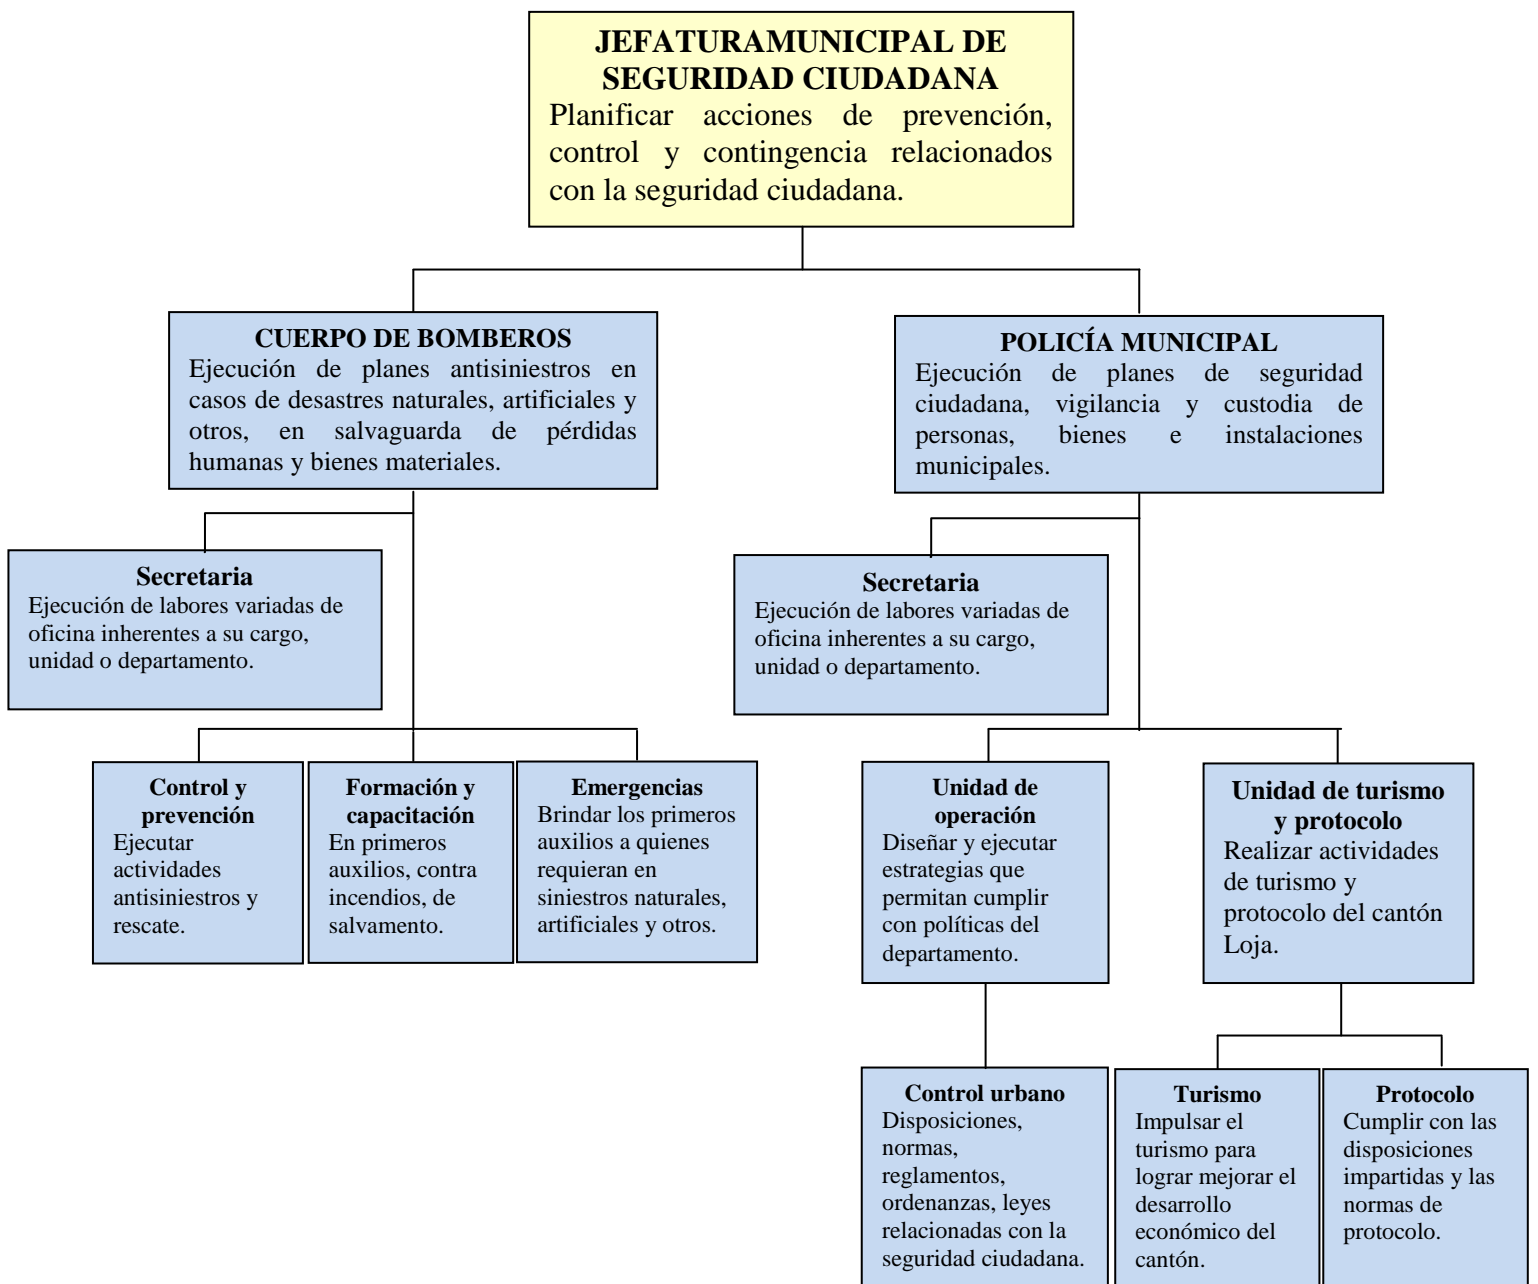 JEFATURAMUNICIPAL DE
SEGURIDAD CIUDADANA
Planificar acciones de prevención,
control y contingencia relacionados
con la seguridad ciudadana.
CUERPO DE BOMBEROS
Ejecución de planes antisiniestros en
casos de desastres naturales, artificiales y
otros, en salvaguarda de pérdidas
humanas y bienes materiales.
POLICÍA MUNICIPAL
Ejecución de planes de seguridad
ciudadana, vigilancia y custodia de
personas, bienes e instalaciones
municipales.
Secretaria
Ejecución de labores variadas de
oficina inherentes a su cargo,
unidad o departamento.
Secretaria
Ejecución de labores variadas de
oficina inherentes a su cargo,
unidad o departamento.
Control y
prevención
Ejecutar
actividades
antisiniestros y
rescate.
Formación y
capacitación
En primeros
auxilios, contra
incendios, de
salvamento.
Emergencias
Brindar los primeros
auxilios a quienes
requieran en
siniestros naturales,
artificiales y otros.
Unidad de
operación
Diseñar y ejecutar
estrategias que
permitan cumplir
con políticas del
departamento.
Unidad de turismo
y protocolo
Realizar actividades
de turismo y
protocolo del cantón
Loja.
Control urbano
Disposiciones,
normas,
reglamentos,
ordenanzas, leyes
relacionadas con la
seguridad ciudadana.
Turismo
Impulsar el
turismo para
lograr mejorar el
desarrollo
económico del
cantón.
Protocolo
Cumplir con las
disposiciones
impartidas y las
normas de
protocolo.